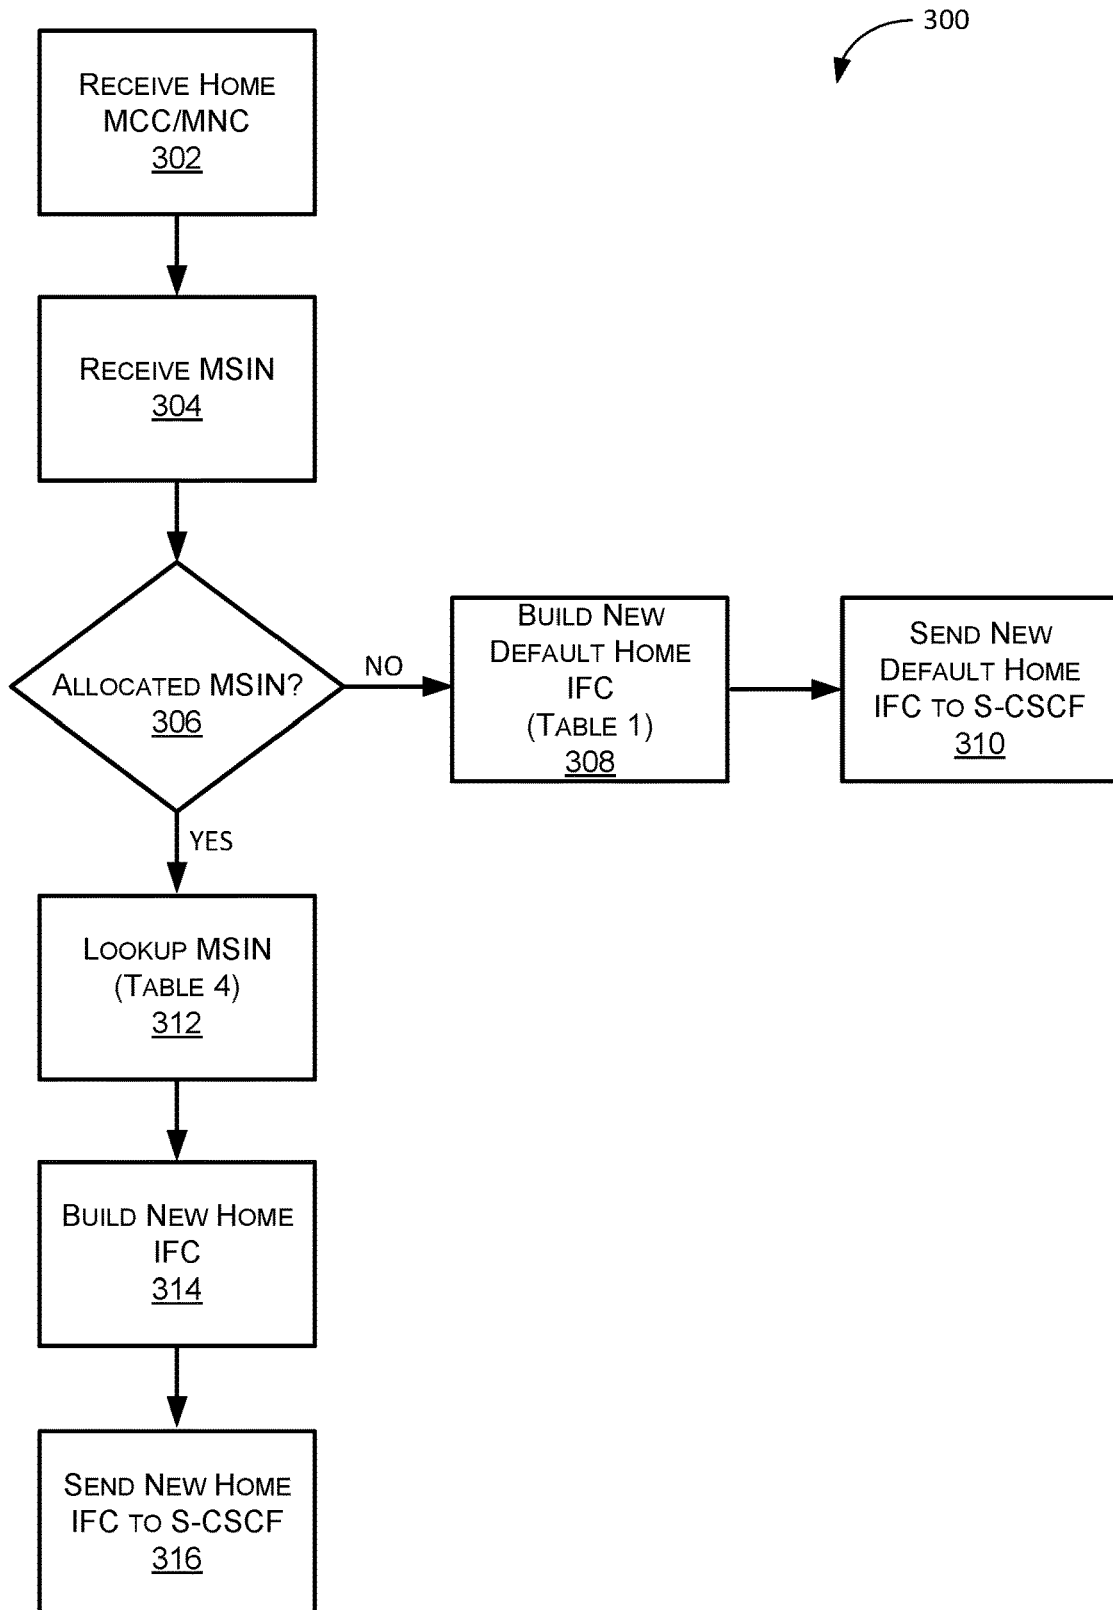 300
RECEIVE HOME
MCC/MNC
302
RECEIVE MSIN
304
ALLOCATED MSIN?
306
NO
BUILD NEW
DEFAULT HOME
IFC
(TABLE 1)
308
SEND NEW
DEFAULT HOME
IFC TO S-CSCF
310
YES
LOOKUP MSIN
(TABLE 4)
312
BUILD NEW HOME
IFC
314
SEND NEW HOME
IFC TO S-CSCF
316